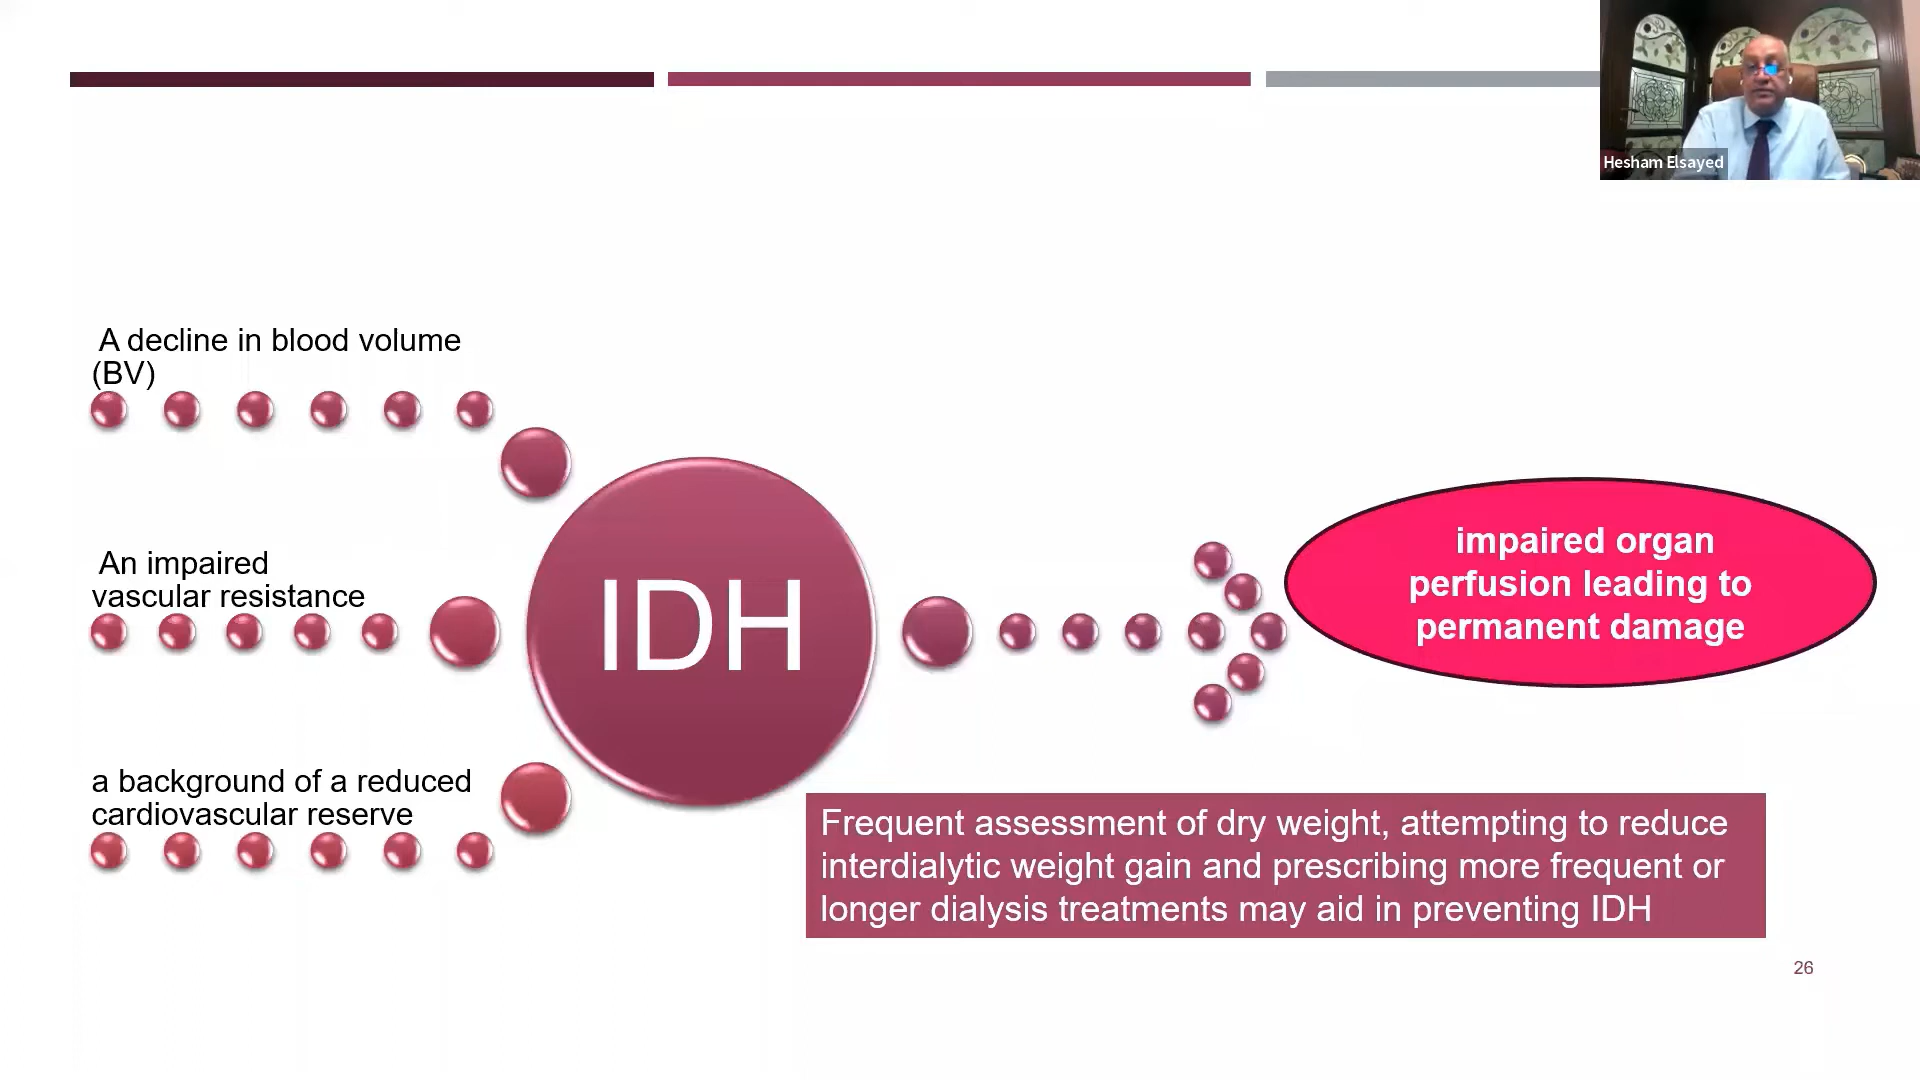 Hesham Elsayed
A decline in blood volume
(BV)
An impaired
vascular resistance
a background of a reduced
cardiovascular reserve
IDH
impaired organ
perfusion leading to
permanent damage
Frequent assessment of dry weight, attempting to reduce
interdialytic weight gain and prescribing more frequent or
longer dialysis treatments may aid in preventing IDH
26